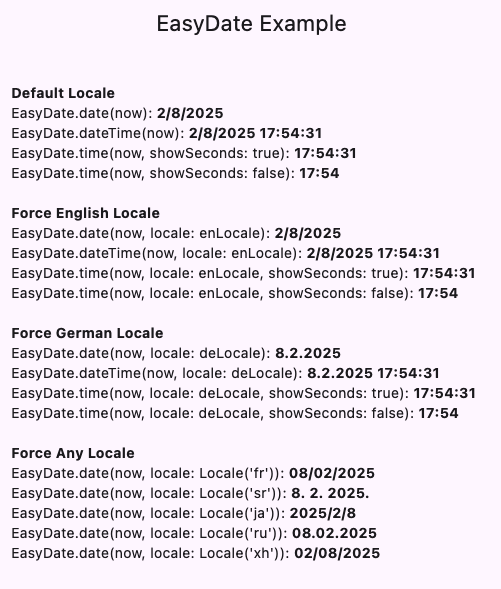 EasyDate Example
Default Locale
EasyDate.date(now): 2/8/2025
EasyDate.dateTime(now): 2/8/2025 17:54:31
EasyDate.time(now, showSeconds: true): 17:54:31
EasyDate.time(now, showSeconds: false): 17:54
Force English Locale
EasyDate.date(now, locale: enLocale): 2/8/2025
EasyDate.dateTime(now, locale: enLocale): 2/8/2025 17:54:31
EasyDate.time(now, locale: enLocale, showSeconds: true): 17:54:31
EasyDate.time(now, locale: enLocale, showSeconds: false): 17:54
Force German Locale
EasyDate.date(now, locale: deLocale): 8.2.2025
EasyDate.dateTime(now, locale: deLocale): 8.2.2025 17:54:31
EasyDate.time(now, locale: deLocale, showSeconds: true): 17:54:31
EasyDate.time(now, locale: deLocale, showSeconds: false): 17:54
Force Any Locale
EasyDate.date(now, locale: Locale('fr')): 08/02/2025
EasyDate.date(now, locale: Locale('sr')): 8. 2. 2025.
EasyDate.date(now, locale: Locale('ja')): 2025/2/8
EasyDate.date(now, locale: Locale('ru')): 08.02.2025
EasyDate.date(now, locale: Locale('xh')): 02/08/2025